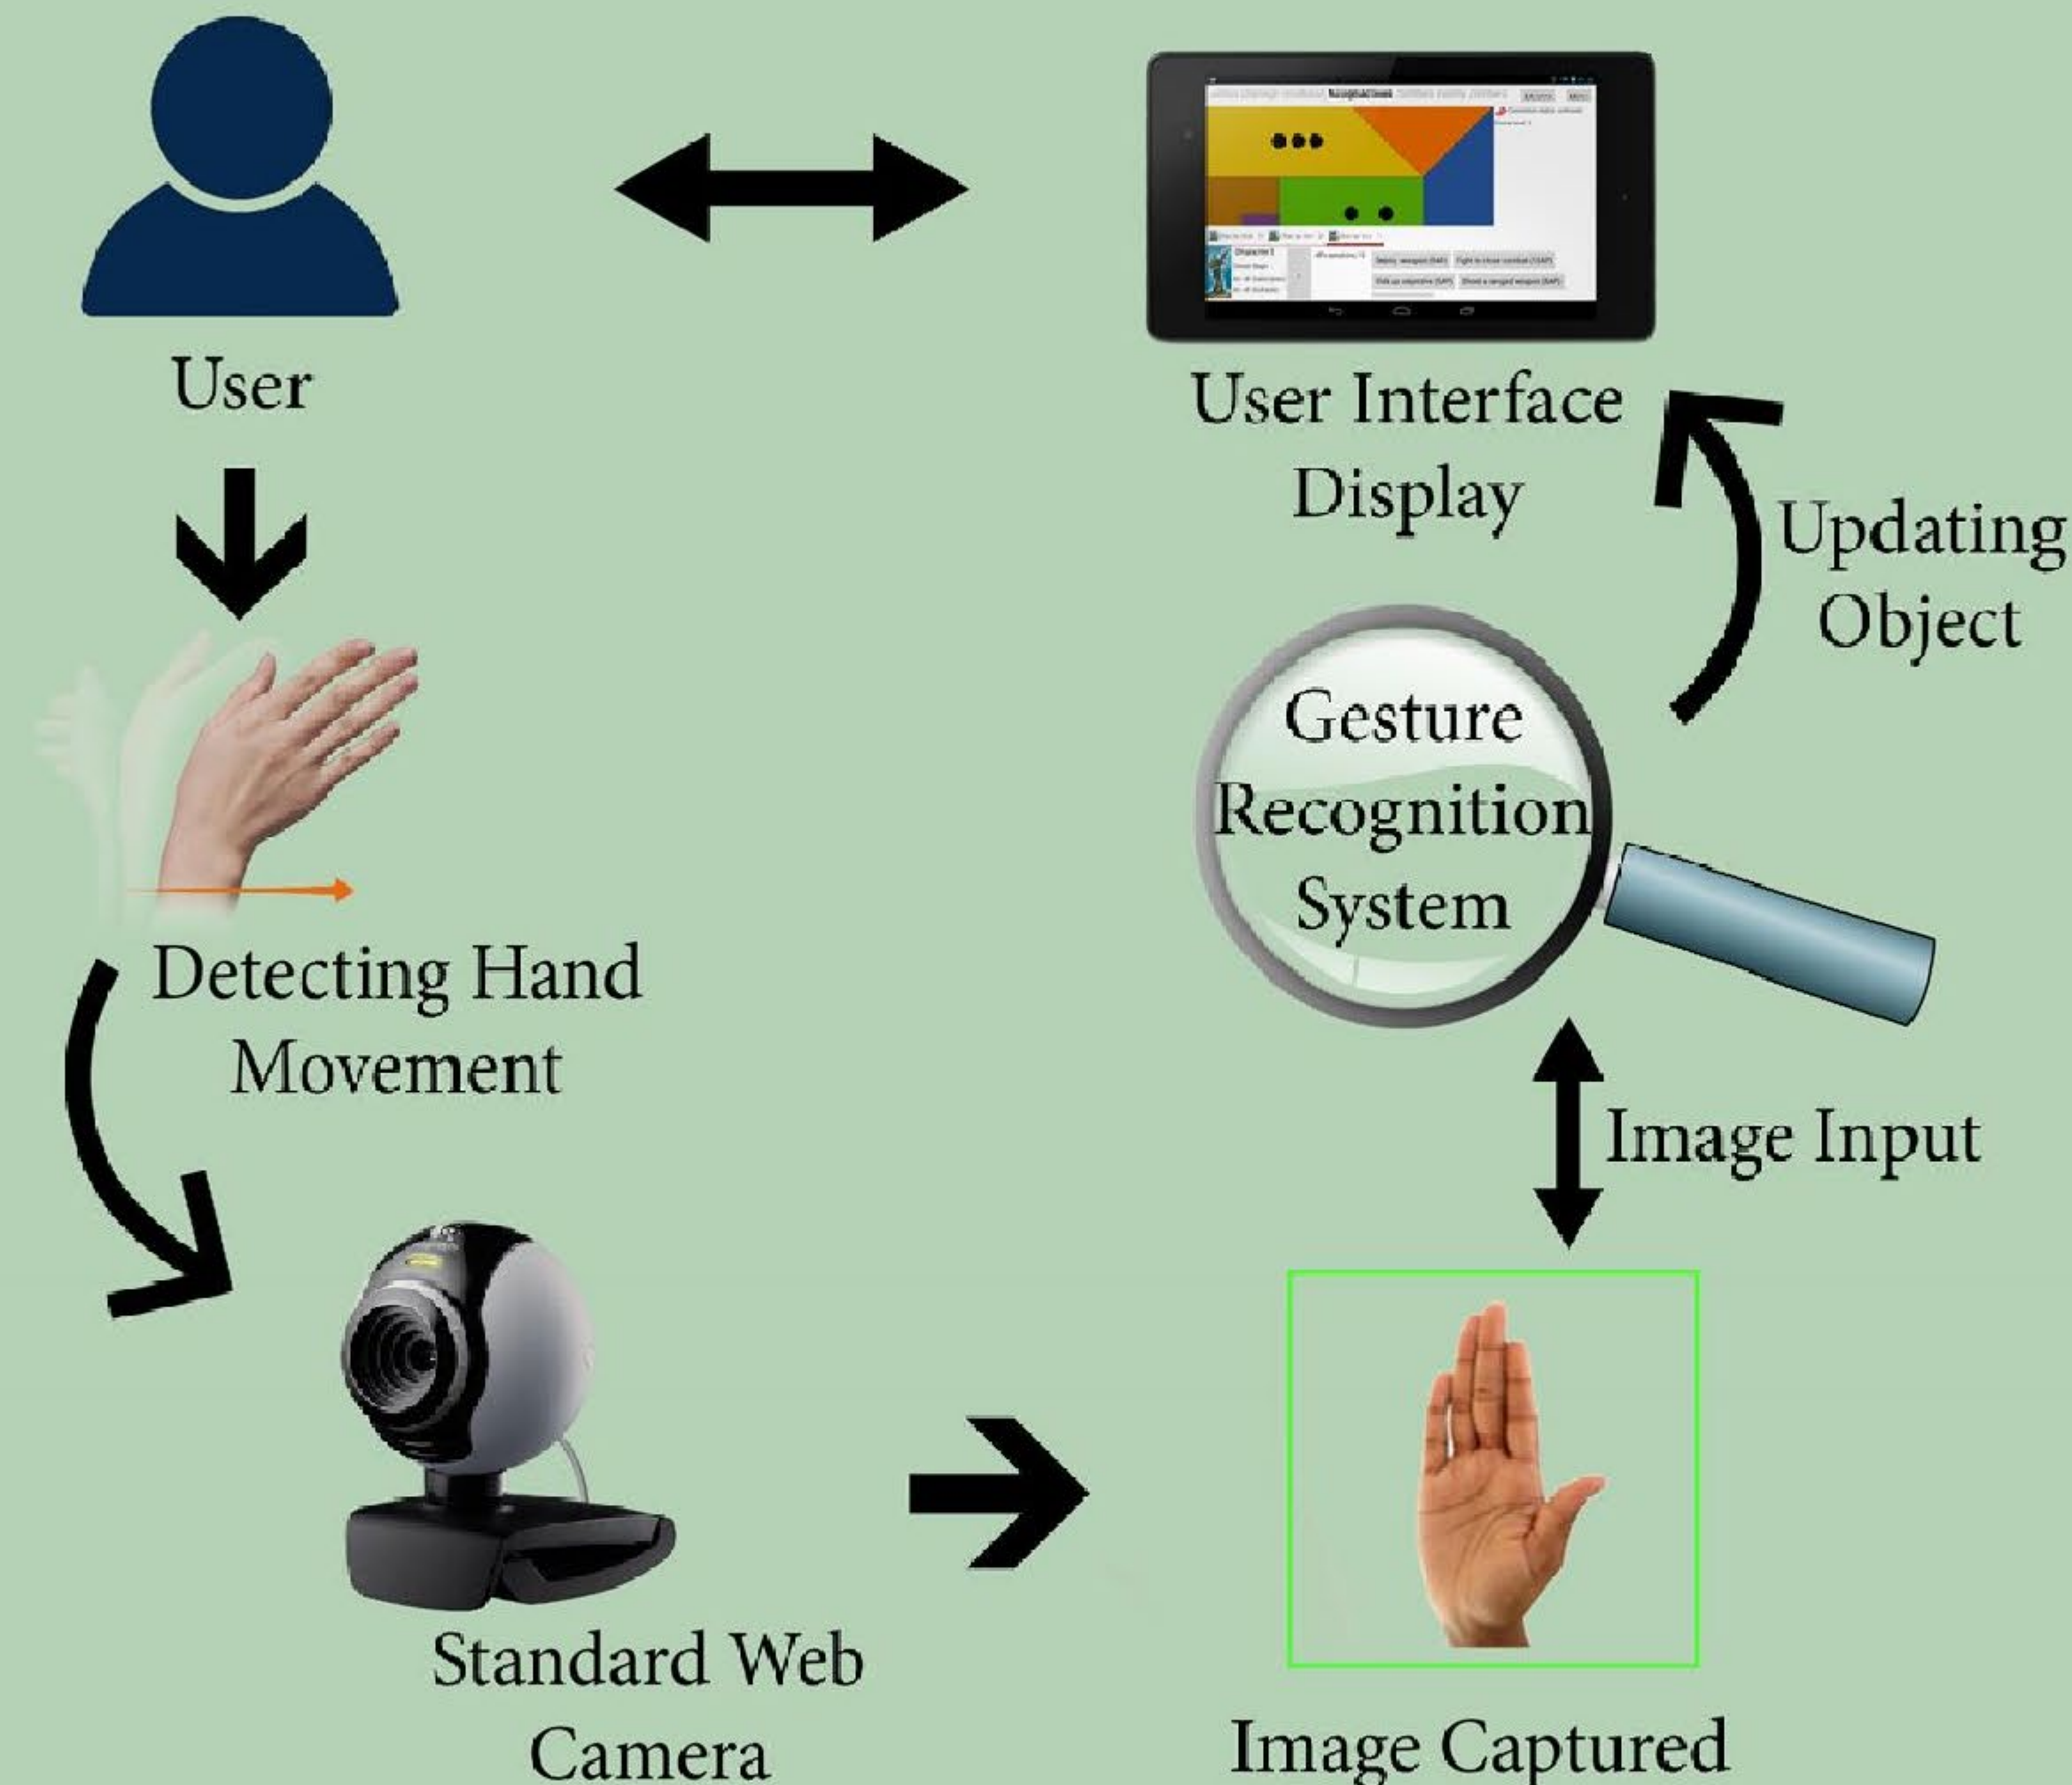 User
User Interface
Display
Updating
Object
Gesture
Recognition
System
Detecting Hand
Movement
Image Input
Standard Web
Camera
Image Captured